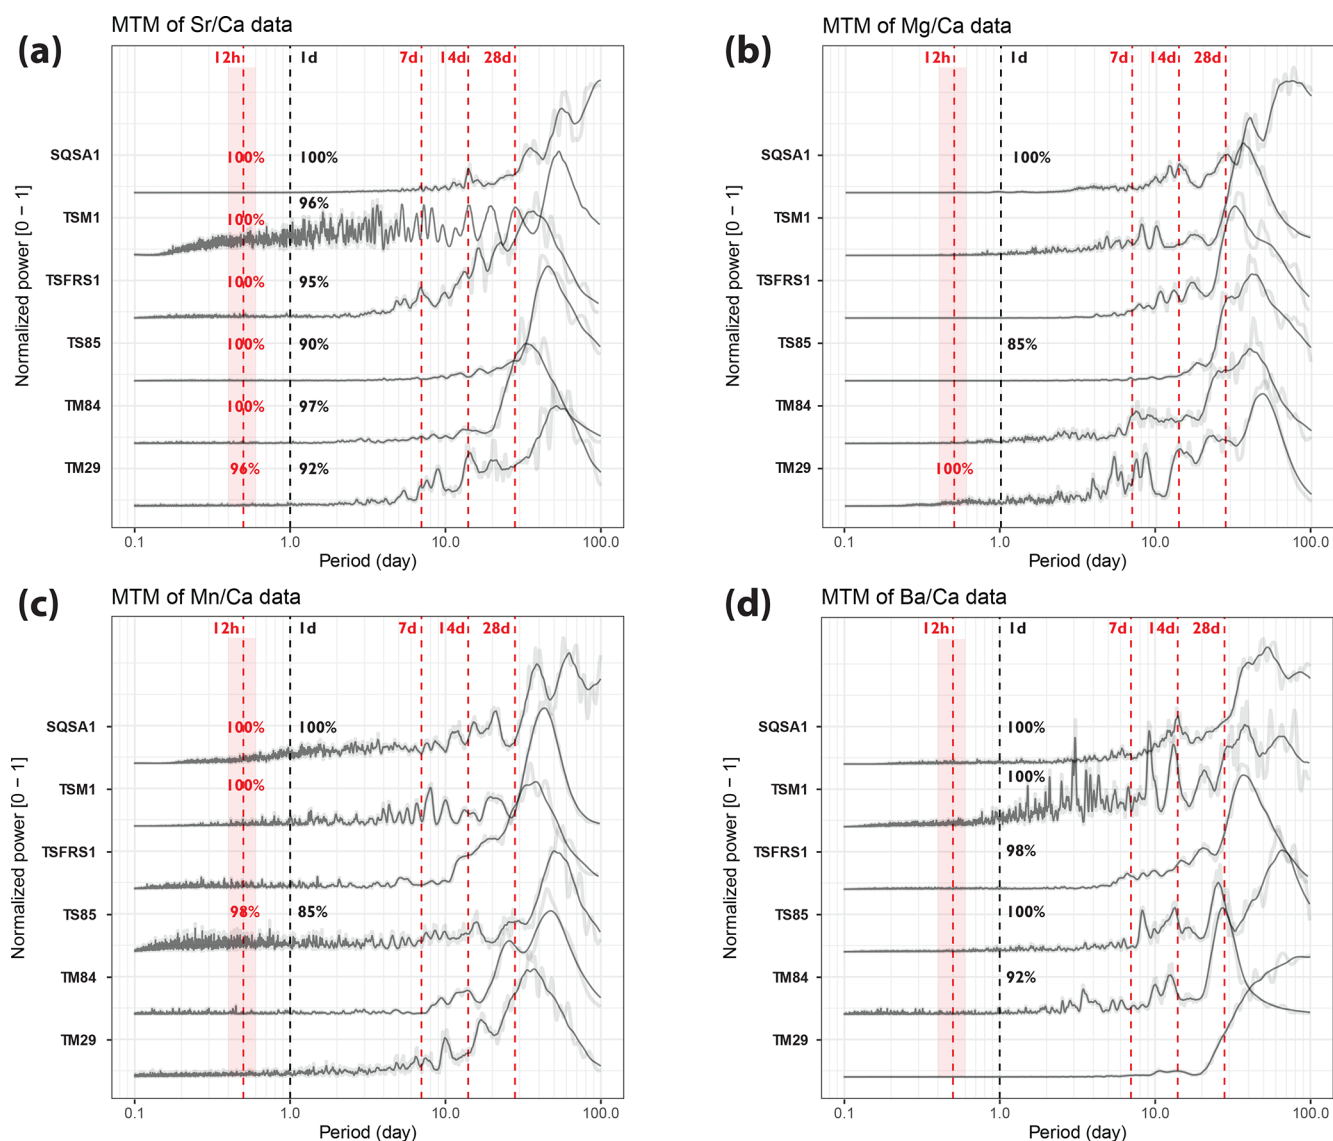 (a)
MTM of Sr/Ca data
12h 1d 7d 14d 28d
SQSA1 100% 100%
96%
TSM1 100%
TSFRS1 100% 95%
TS85 100% 90%
TM84 100% 97%
TM29 96% 92%
Normalized power [0 − 1]
0.1 1.0 10.0 100.0
Period (day)
(b)
MTM of Mg/Ca data
12h 1d 7d 14d 28d
SQSA1 100%
TSM1
TSFRS1
TS85 85%
TM84
TM29 100%
Normalized power [0 − 1]
0.1 1.0 10.0 100.0
Period (day)
(c)
MTM of Mn/Ca data
12h 1d 7d 14d 28d
SQSA1 100% 100%
TSM1 100%
TSFRS1
TS85 98% 85%
TM84
TM29
Normalized power [0 − 1]
0.1 1.0 10.0 100.0
Period (day)
(d)
MTM of Ba/Ca data
12h 1d 7d 14d 28d
SQSA1 100%
100%
TSM1
TSFRS1 98%
TS85 100%
TM84 92%
TM29
Normalized power [0 − 1]
0.1 1.0 10.0 100.0
Period (day)